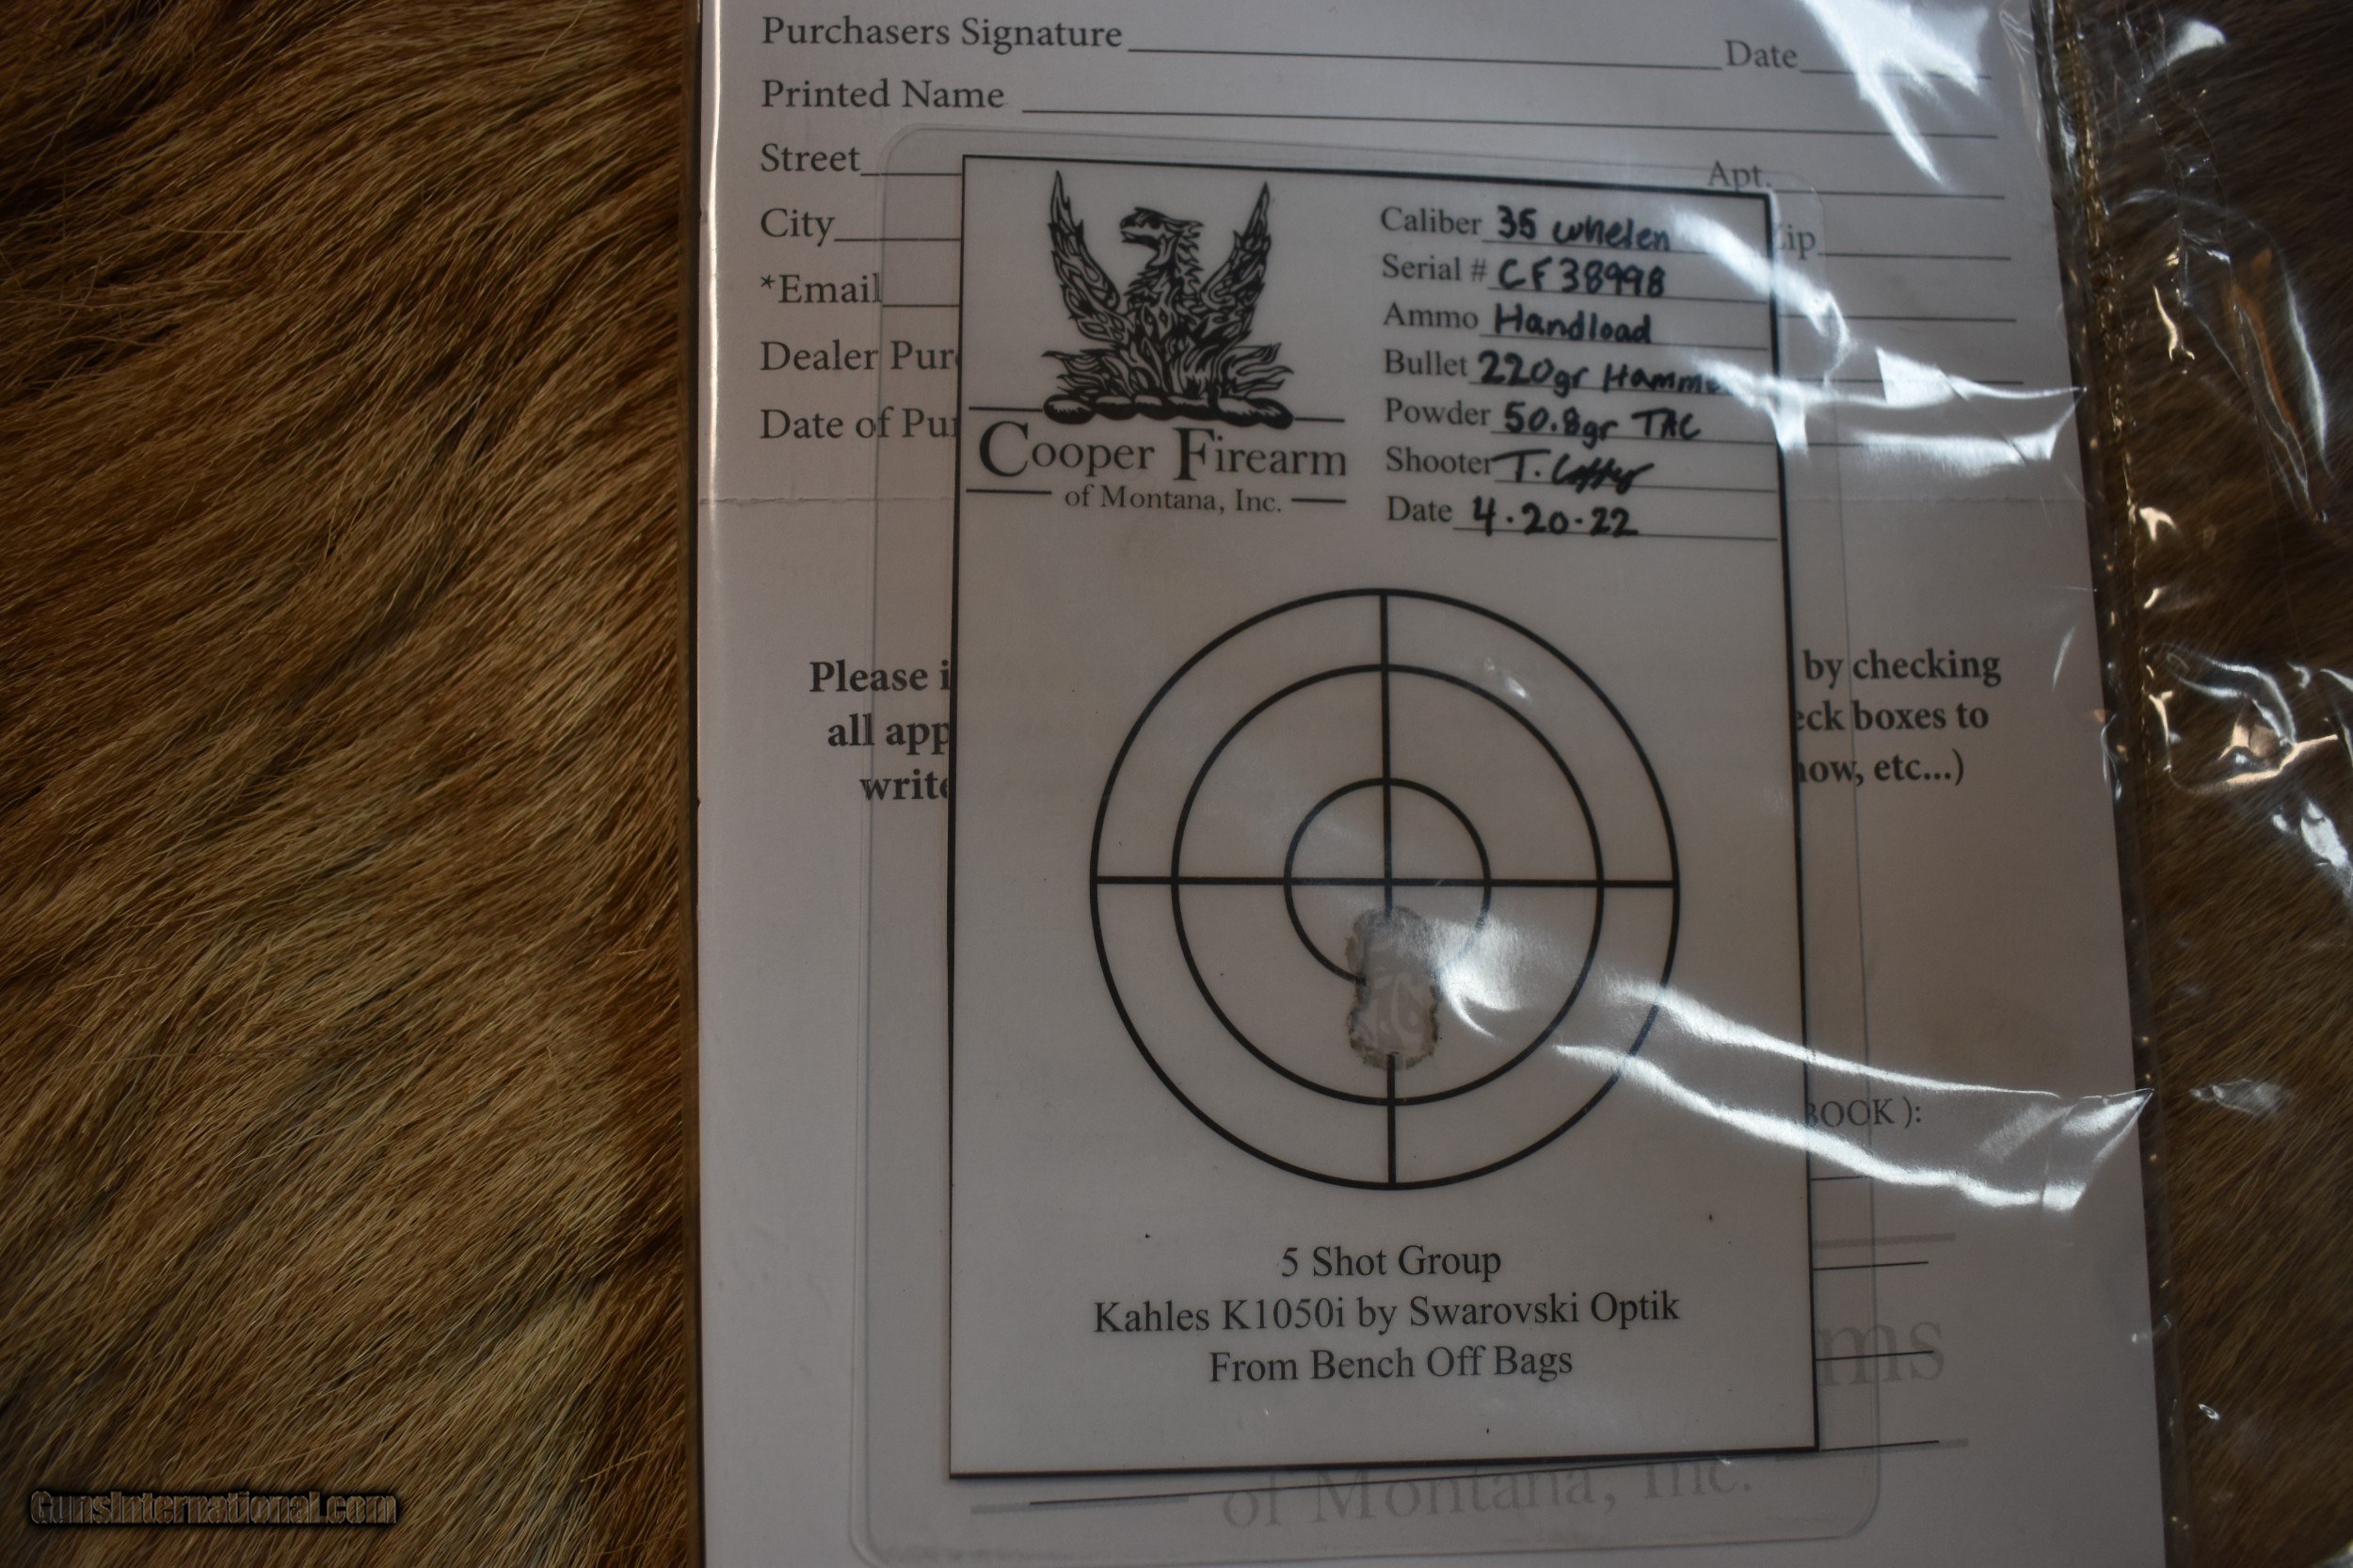 Purchasers Signature Date
Printed Name
Street Apt.
City Zip
*Email
Dealer Pur
Date of Pur
Cooper Firearm
of Montana, Inc.
Caliber 35 Whelen
Serial # CF38998
Ammo Handload
Bullet 220gr Hamme
Powder 50.8gr TAC
Shooter T.
Date 4.20.22
Please i by checking
all app eck boxes to
write how, etc...)
BOOK ):
5 Shot Group
Kahles K1050i by Swarovski Optik
From Bench Off Bags
ms
of Montana, Inc.
GunsInternational.com